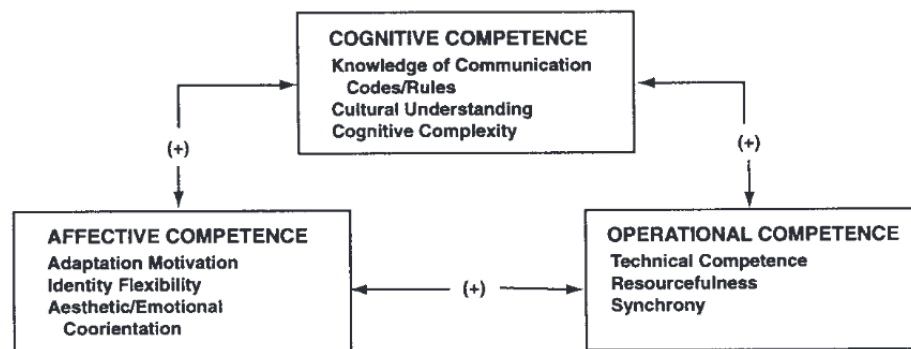 COGNITIVE COMPETENCE
Knowledge of Communication
Codes/Rules
Cultural Understanding
Cognitive Complexity
(+)
(+)
AFFECTIVE COMPETENCE
Adaptation Motivation
Identity Flexibility
Aesthetic/Emotional
Coorientation
(+)
OPERATIONAL COMPETENCE
Technical Competence
Resourcefulness
Synchrony